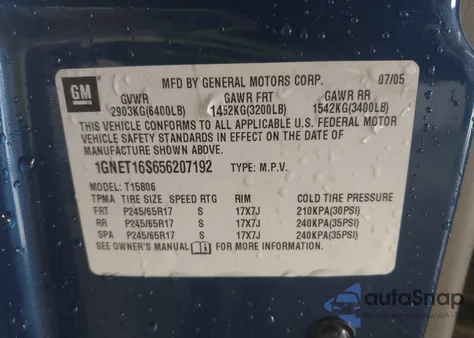 GM
MFD BY GENERAL MOTORS CORP. 07/05
GVWR GAWR FRT GAWR RR
2903KG(6400LB) 1452KG(3200LB) 1542KG(3400LB)
THIS VEHICLE CONFORMS TO ALL APPLICABLE U.S. FEDERAL MOTOR
VEHICLE SAFETY STANDARDS IN EFFECT ON THE DATE OF
MANUFACTURE SHOWN ABOVE.
1GNET16S656207192 TYPE: M.P.V.
MODEL: T15806
TPMA TIRE SIZE SPEED RTG RIM COLD TIRE PRESSURE
FRT P245/65R17 S 17X7J 210KPA(30PSI)
RR P245/65R17 S 17X7J 240KPA(35PSI)
SPA P245/65R17 S 17X7J 240KPA(35PSI)
SEE OWNER'S MANUAL FOR MORE INFORMATION.
autoSnap